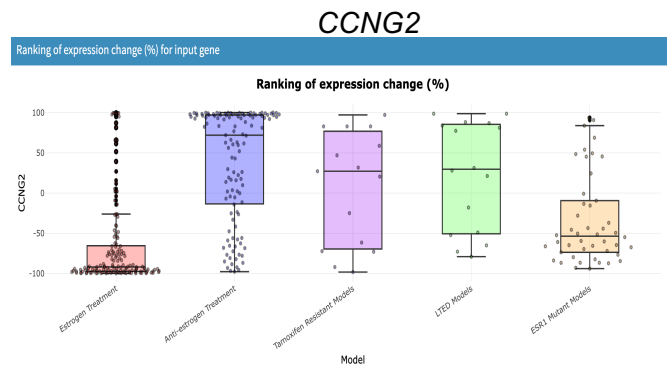 CCNG2
Ranking of expression change (%) for input gene
Ranking of expression change (%)
100
50
0
-50
-100
CCNG2
Estrogen Treatment
Anti-estrogen Treatment
Tamoxifen Resistant Models
LTED Models
ESR1 Mutant Models
Model